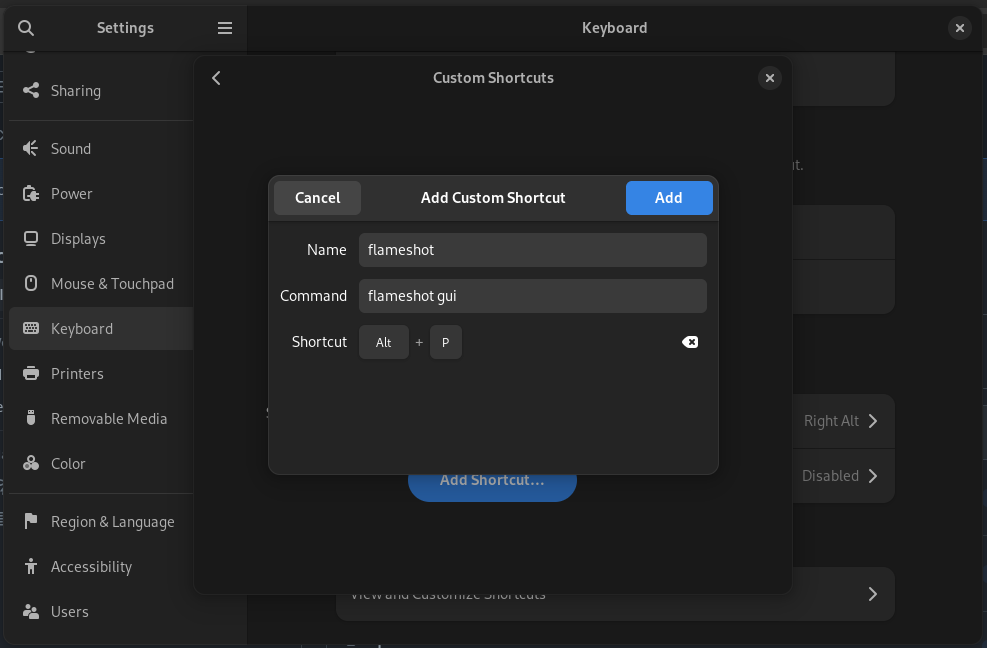 Settings
Keyboard
Sharing
Sound
Power
Displays
Mouse & Touchpad
Keyboard
Printers
Removable Media
Color
Region & Language
Accessibility
Users
Custom Shortcuts
Cancel
Add Custom Shortcut
Add
Name flameshot
Command flameshot gui
Shortcut Alt + P
Add Shortcut...
Right Alt
Disabled
View and Customize Shortcuts